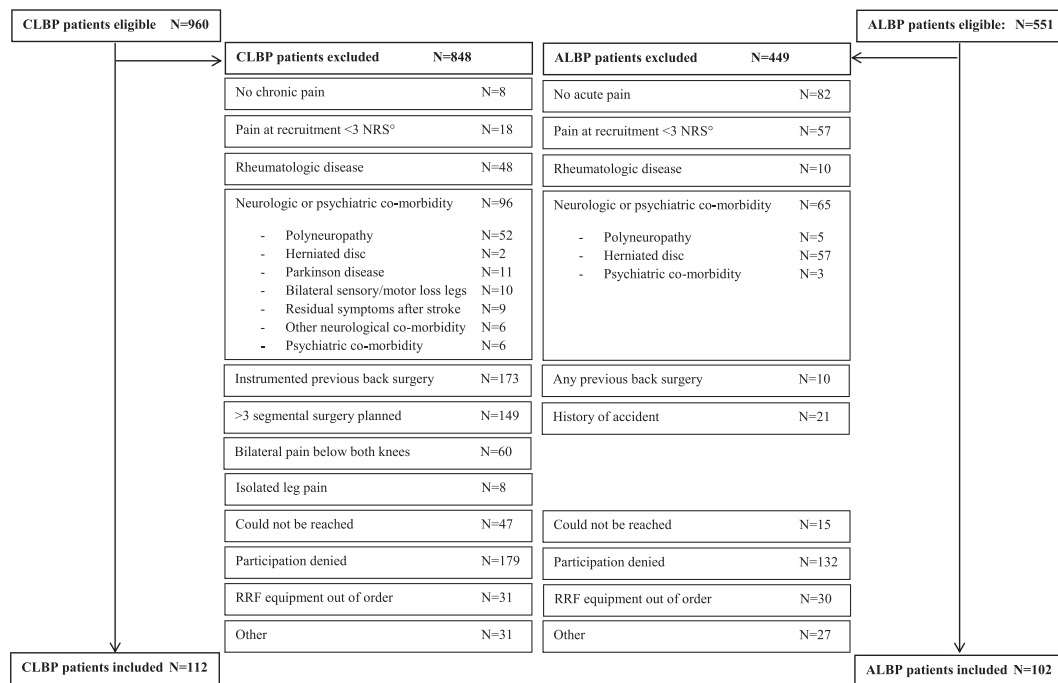 CLBP patients eligible N=960
ALBP patients eligible: N=551
CLBP patients excluded N=848
No chronic pain N=8
Pain at recruitment <3 NRS° N=18
Rheumatologic disease N=48
Neurologic or psychiatric co-morbidity N=96
- Polyneuropathy N=52
- Herniated disc N=2
- Parkinson disease N=11
- Bilateral sensory/motor loss legs N=10
- Residual symptoms after stroke N=9
- Other neurological co-morbidity N=6
- Psychiatric co-morbidity N=6
Instrumented previous back surgery N=173
>3 segmental surgery planned N=149
Bilateral pain below both knees N=60
Isolated leg pain N=8
Could not be reached N=47
Participation denied N=179
RRF equipment out of order N=31
Other N=31
ALBP patients excluded N=449
No acute pain N=82
Pain at recruitment <3 NRS° N=57
Rheumatologic disease N=10
Neurologic or psychiatric co-morbidity N=65
- Polyneuropathy N=5
- Herniated disc N=57
- Psychiatric co-morbidity N=3
Any previous back surgery N=10
History of accident N=21
Could not be reached N=15
Participation denied N=132
RRF equipment out of order N=30
Other N=27
CLBP patients included N=112
ALBP patients included N=102